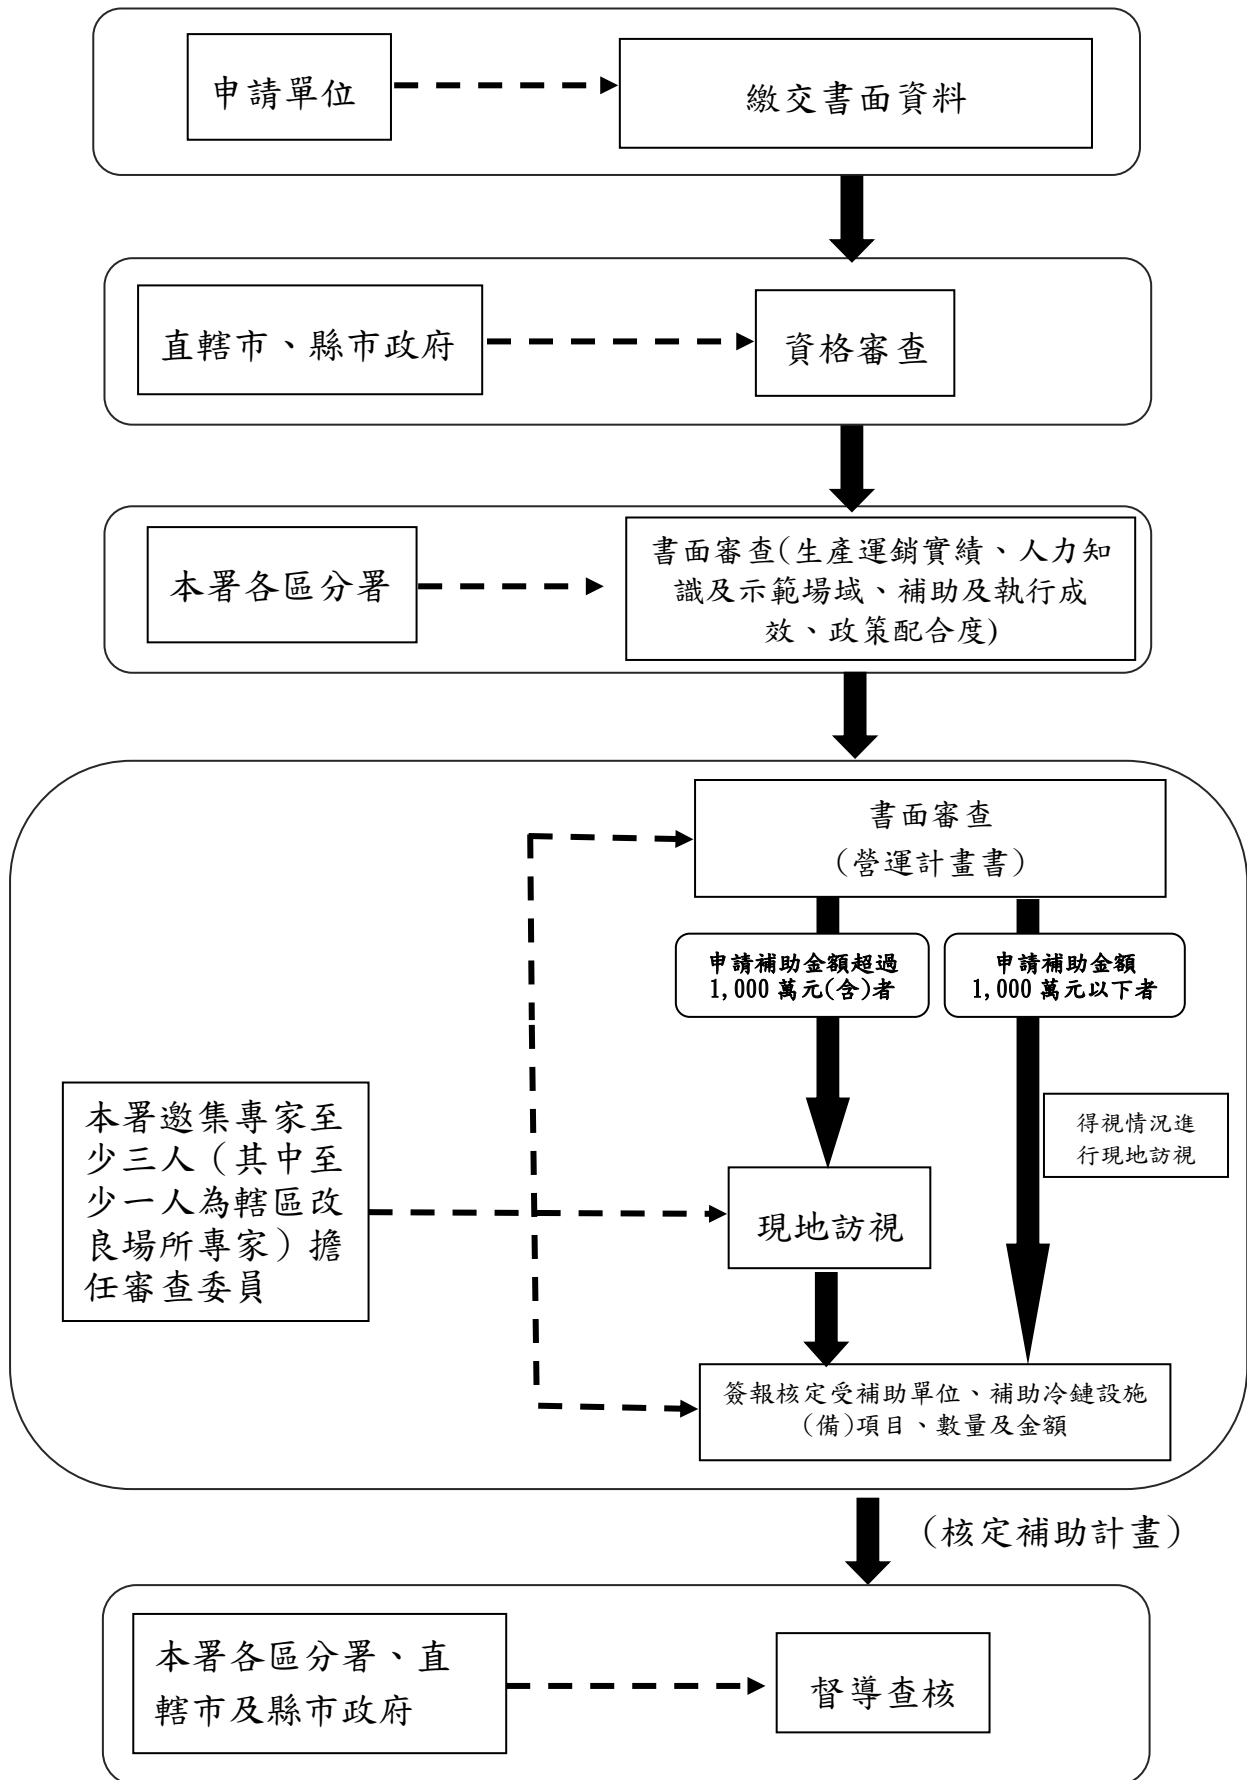 申請單位
繳交書面資料
直轄市、縣市政府
資格審查
本署各區分署
書面審查(生產運銷實績、人力知
識及示範場域、補助及執行成
效、政策配合度)
書面審查
（營運計畫書）
申請補助金額超過
1,000 萬元(含)者
申請補助金額
1,000 萬元以下者
本署邀集專家至
少三人（其中至
少一人為轄區改
良場所專家）擔
任審查委員
得視情況進
行現地訪視
現地訪視
簽報核定受補助單位、補助冷鏈設施
(備)項目、數量及金額
（核定補助計畫）
本署各區分署、直
轄市及縣市政府
督導查核